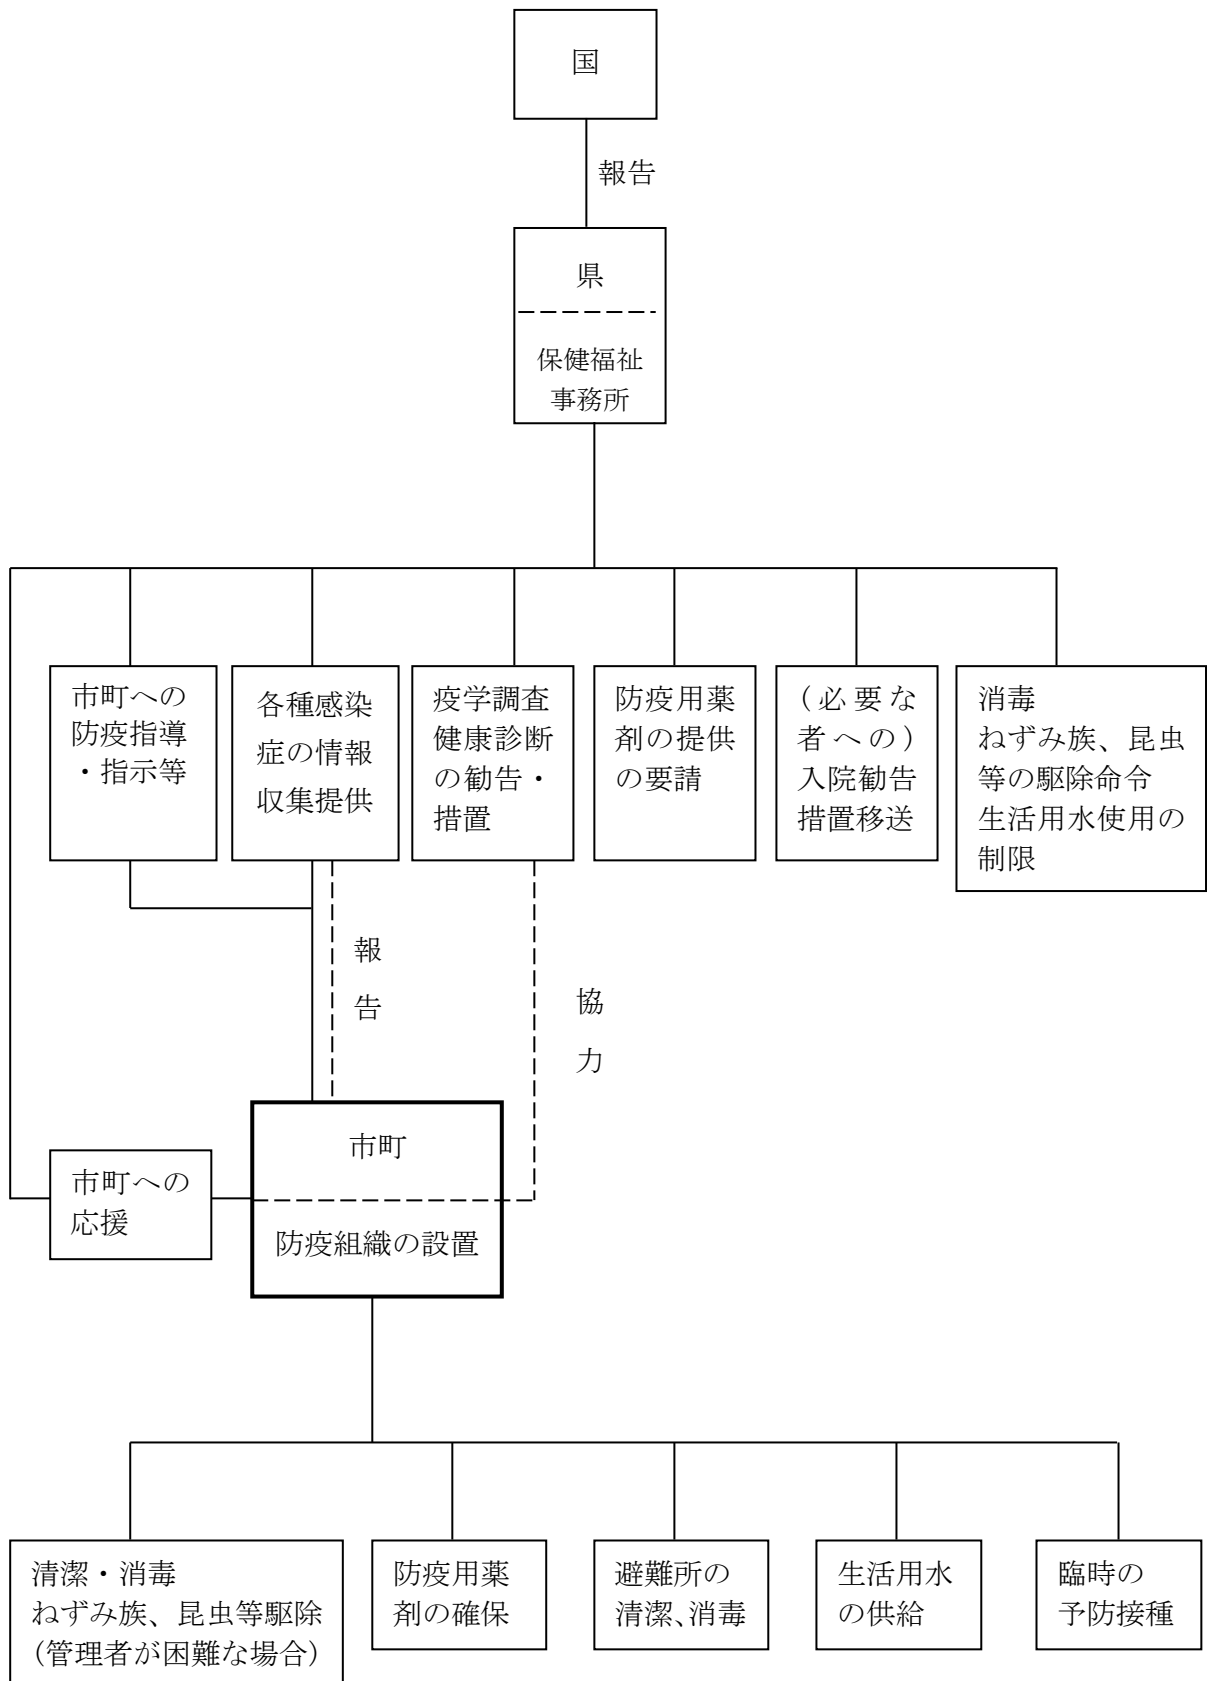 国
報告
県
保健福祉
事務所
市町への
防疫指導
・指示等
各種感染
症の情報
収集提供
疫学調査
健康診断
の勧告・
措置
防疫用薬
剤の提供
の要請
(必要な
者への)
入院勧告
措置移送
消毒
ねずみ族、昆虫
等の駆除命令
生活用水使用の
制限
報
告
協
力
市町への
応援
市町
防疫組織の設置
清潔・消毒
ねずみ族、昆虫等駆除
(管理者が困難な場合)
防疫用薬
剤の確保
避難所の
清潔、消毒
生活用水
の供給
臨時の
予防接種